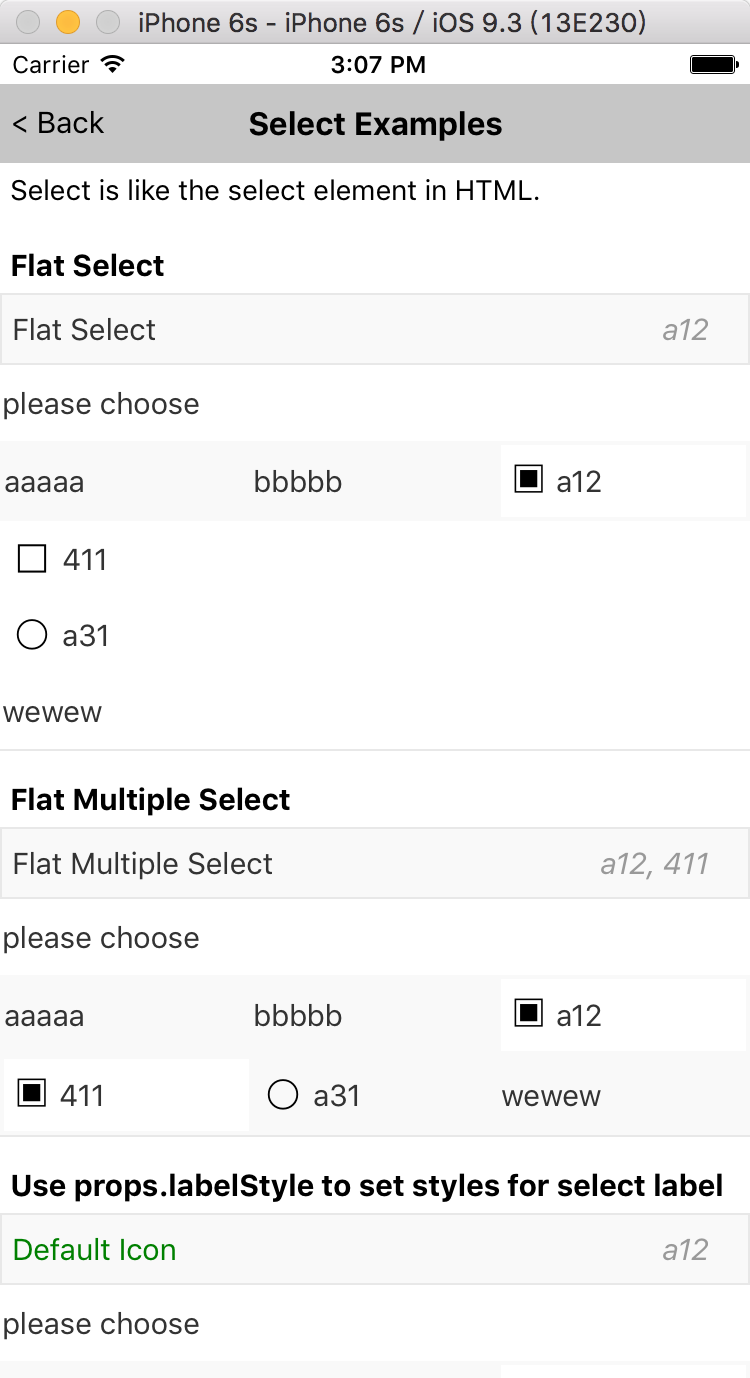 iPhone 6s - iPhone 6s / iOS 9.3 (13E230)
Carrier 3:07 PM
< Back Select Examples
Select is like the select element in HTML.
Flat Select
Flat Select a12
please choose
aaaaa bbbbb a12
411
a31
wewew
Flat Multiple Select
Flat Multiple Select a12, 411
please choose
aaaaa bbbbb a12
411 a31 wewew
Use props.labelStyle to set styles for select label
Default Icon a12
please choose